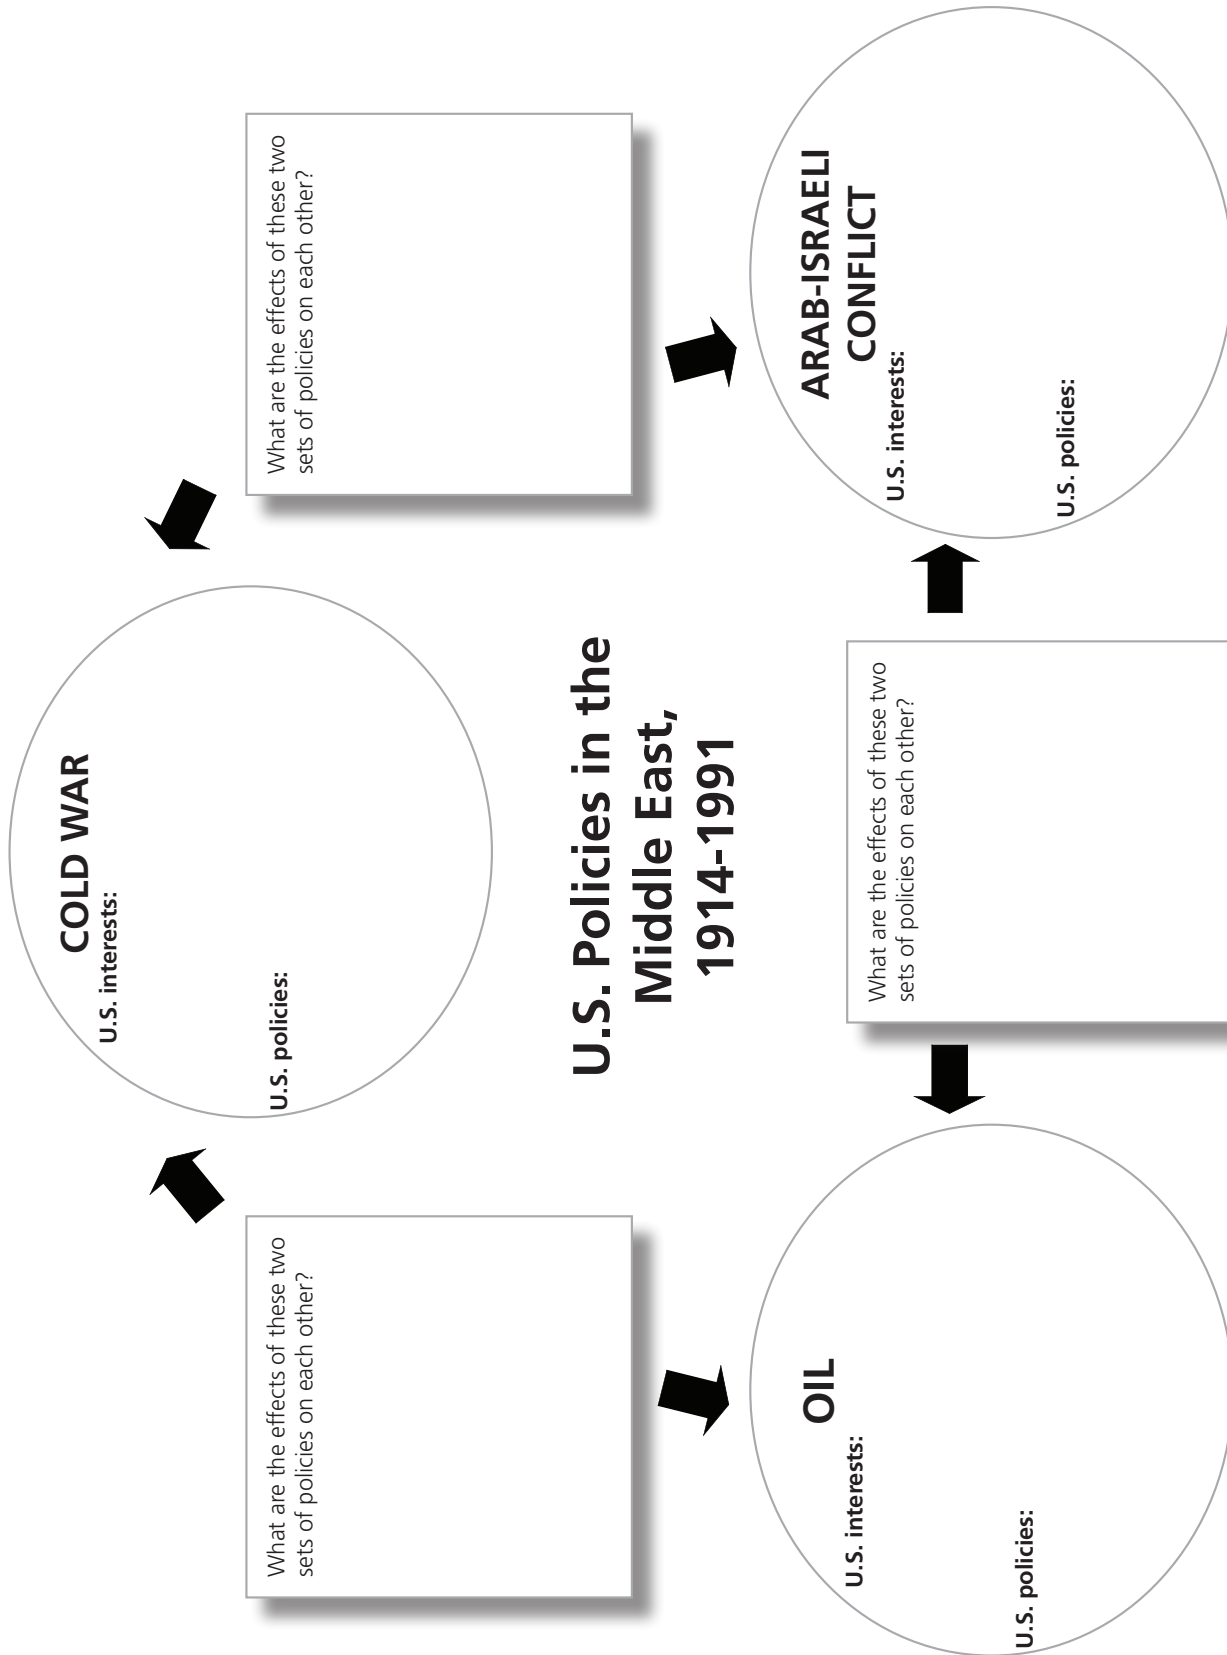 COLD WAR
U.S. interests:
U.S. policies:
What are the effects of these two
sets of policies on each other?
What are the effects of these two
sets of policies on each other?
U.S. Policies in the
Middle East,
1914-1991
OIL
U.S. interests:
U.S. policies:
What are the effects of these two
sets of policies on each other?
ARAB-ISRAELI
CONFLICT
U.S. interests:
U.S. policies: